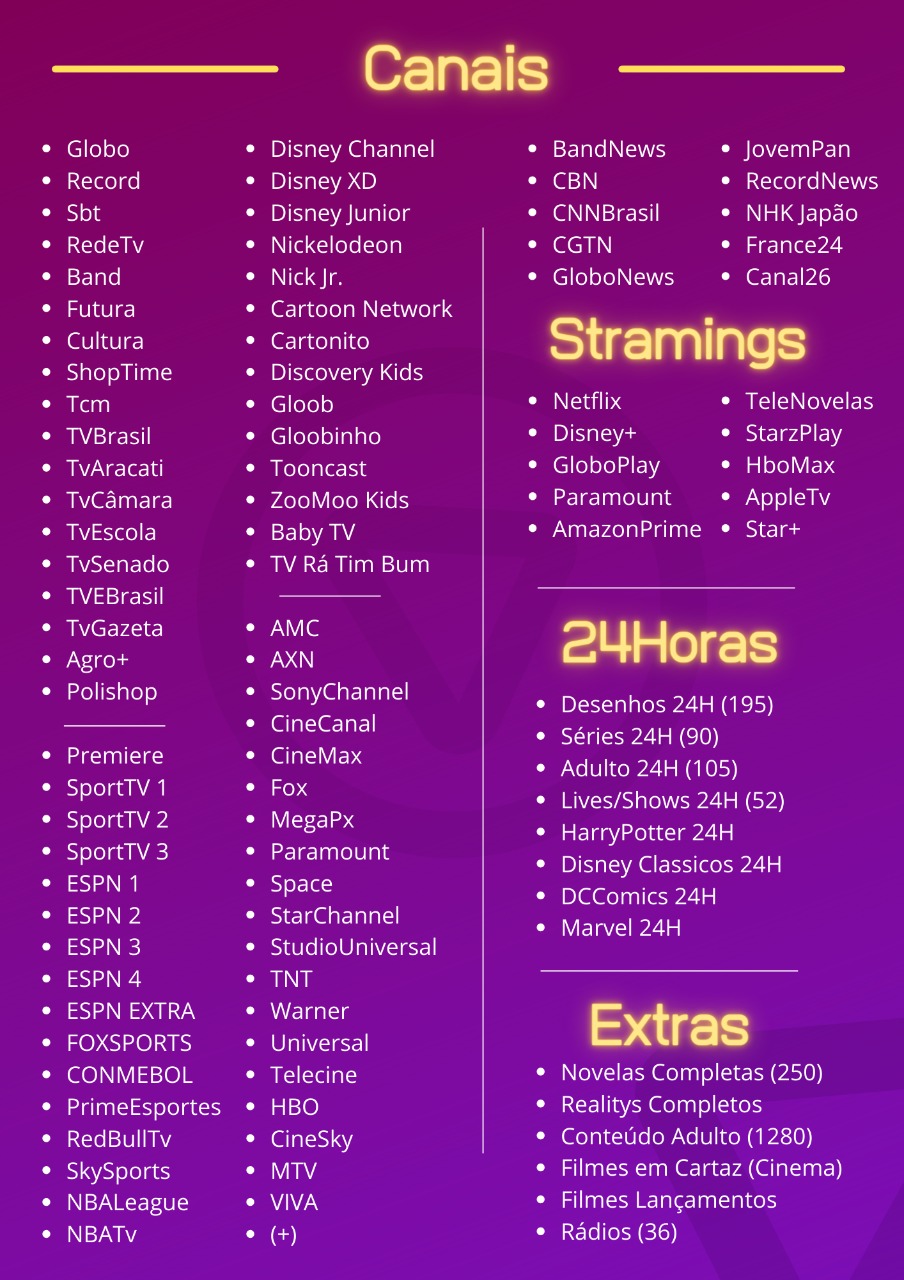 Canais
Globo
Record
Sbt
RedeTv
Band
Futura
Cultura
ShopTime
Tcm
TVBrasil
TvAracati
TvCâmara
TvEscola
TvSenado
TVEBrasil
TvGazeta
Agro+
Polishop
Premiere
SportTV 1
SportTV 2
SportTV 3
ESPN 1
ESPN 2
ESPN 3
ESPN 4
ESPN EXTRA
FOXSPORTS
CONMEBOL
PrimeEsportes
RedBullTv
SkySports
NBALeague
NBATv
Disney Channel
Disney XD
Disney Junior
Nickelodeon
Nick Jr.
Cartoon Network
Cartonito
Discovery Kids
Gloob
Gloobinho
Tooncast
ZooMoo Kids
Baby TV
TV Rá Tim Bum
AMC
AXN
SonyChannel
CineCanal
CineMax
Fox
MegaPx
Paramount
Space
StarChannel
StudioUniversal
TNT
Warner
Universal
Telecine
HBO
CineSky
MTV
VIVA
(+)
BandNews
CBN
CNNBrasil
CGTN
GloboNews
JovemPan
RecordNews
NHK Japão
France24
Canal26
Stramings
Netflix
Disney+
GloboPlay
Paramount
AmazonPrime
TeleNovelas
StarzPlay
HboMax
AppleTv
Star+
24Horas
Desenhos 24H (195)
Séries 24H (90)
Adulto 24H (105)
Lives/Shows 24H (52)
HarryPotter 24H
Disney Classicos 24H
DCComics 24H
Marvel 24H
Extras
Novelas Completas (250)
Realitys Completos
Conteúdo Adulto (1280)
Filmes em Cartaz (Cinema)
Filmes Lançamentos
Rádios (36)